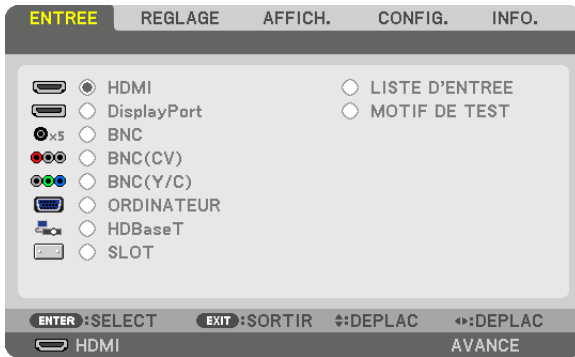 ENTREE REGLAGE AFFICH. CONFIG. INFO.
HDMI LISTE D'ENTREE
DisplayPort MOTIF DE TEST
×5 BNC
BNC(CV)
BNC(Y/C)
ORDINATEUR
HDBaseT
SLOT
ENTER :SELECT EXIT :SORTIR :DEPLAC :DEPLAC
HDMI AVANCE